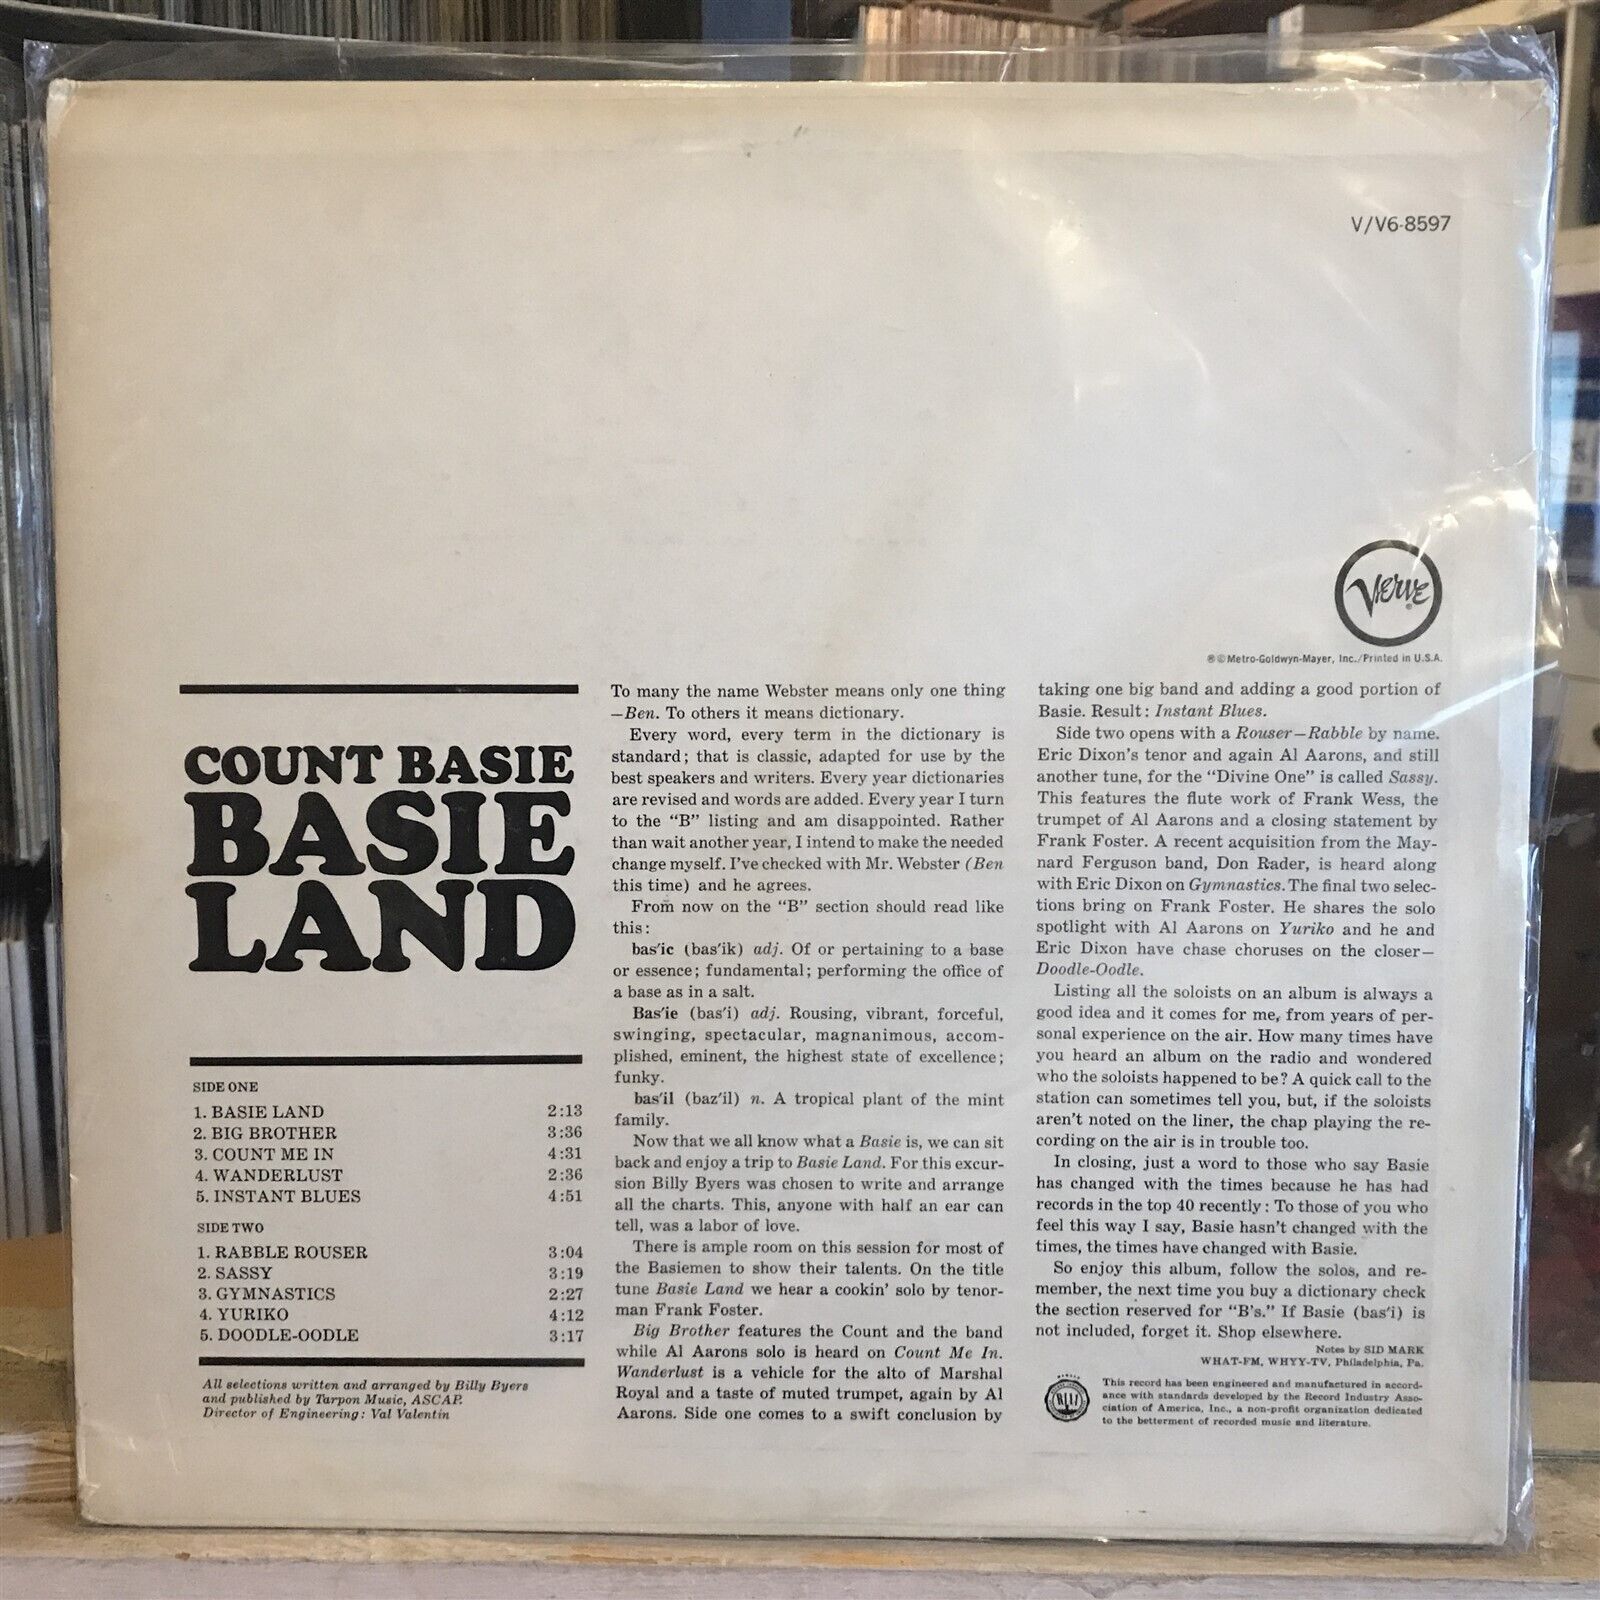 V/V6-8597
Verve
℗©Metro-Goldwyn-Mayer, Inc./Printed in U.S.A.
COUNT BASIE
BASIE
LAND
SIDE ONE
1. BASIE LAND 2:13
2. BIG BROTHER 3:36
3. COUNT ME IN 4:31
4. WANDERLUST 2:36
5. INSTANT BLUES 4:51
SIDE TWO
1. RABBLE ROUSER 3:04
2. SASSY 3:19
3. GYMNASTICS 2:27
4. YURIKO 4:12
5. DOODLE-OODLE 3:17
All selections written and arranged by Billy Byers
and published by Tarpon Music, ASCAP.
Director of Engineering: Val Valentin
To many the name Webster means only one thing
—Ben. To others it means dictionary.
Every word, every term in the dictionary is
standard; that is classic, adapted for use by the
best speakers and writers. Every year dictionaries
are revised and words are added. Every year I turn
to the "B" listing and am disappointed. Rather
than wait another year, I intend to make the needed
change myself. I've checked with Mr. Webster (Ben
this time) and he agrees.
From now on the "B" section should read like
this:
bas'ic (bas'ik) adj. Of or pertaining to a base
or essence; fundamental; performing the office of
a base as in a salt.
Bas'ie (bas'i) adj. Rousing, vibrant, forceful,
swinging, spectacular, magnanimous, accom-
plished, eminent, the highest state of excellence;
funky.
bas'il (baz'il) n. A tropical plant of the mint
family.
Now that we all know what a Basie is, we can sit
back and enjoy a trip to Basie Land. For this excur-
sion Billy Byers was chosen to write and arrange
all the charts. This, anyone with half an ear can
tell, was a labor of love.
There is ample room on this session for most of
the Basiemen to show their talents. On the title
tune Basie Land we hear a cookin' solo by tenor-
man Frank Foster.
Big Brother features the Count and the band
while Al Aarons solo is heard on Count Me In.
Wanderlust is a vehicle for the alto of Marshal
Royal and a taste of muted trumpet, again by Al
Aarons. Side one comes to a swift conclusion by
taking one big band and adding a good portion of
Basie. Result: Instant Blues.
Side two opens with a Rouser—Rabble by name.
Eric Dixon's tenor and again Al Aarons, and still
another tune, for the "Divine One" is called Sassy.
This features the flute work of Frank Wess, the
trumpet of Al Aarons and a closing statement by
Frank Foster. A recent acquisition from the May-
nard Ferguson band, Don Rader, is heard along
with Eric Dixon on Gymnastics. The final two selec-
tions bring on Frank Foster. He shares the solo
spotlight with Al Aarons on Yuriko and he and
Eric Dixon have chase choruses on the closer—
Doodle-Oodle.
Listing all the soloists on an album is always a
good idea and it comes for me, from years of per-
sonal experience on the air. How many times have
you heard an album on the radio and wondered
who the soloists happened to be? A quick call to the
station can sometimes tell you, but, if the soloists
aren't noted on the liner, the chap playing the re-
cording on the air is in trouble too.
In closing, just a word to those who say Basie
has changed with the times because he has had
records in the top 40 recently: To those of you who
feel this way I say, Basie hasn't changed with the
times, the times have changed with Basie.
So enjoy this album, follow the solos, and re-
member, the next time you buy a dictionary check
the section reserved for "B's." If Basie (bas'i) is
not included, forget it. Shop elsewhere.
Notes by SID MARK
WHAT-FM, WHYY-TV, Philadelphia, Pa.
This record has been engineered and manufactured in accord-
ance with standards developed by the Record Industry Asso-
ciation of America, Inc., a non-profit organization dedicated
to the betterment of recorded music and literature.